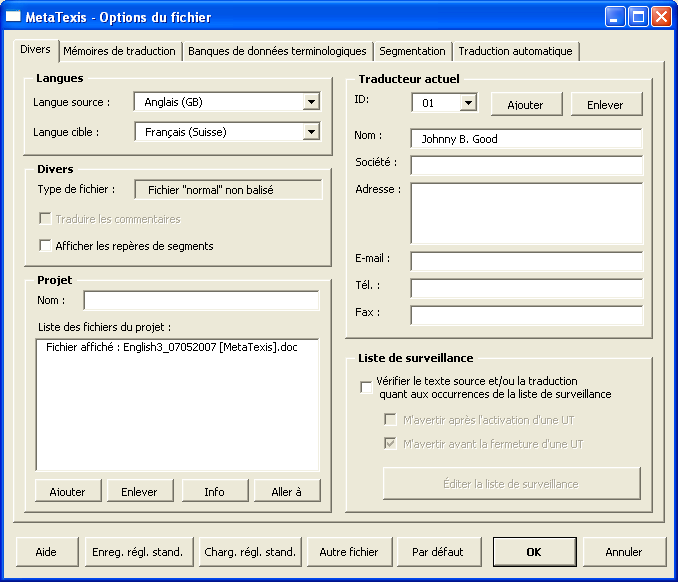 MetaTexis - Options du fichier
Divers
Mémoires de traduction
Banques de données terminologiques
Segmentation
Traduction automatique
Langues
Langue source :
Anglais (GB)
Langue cible :
Français (Suisse)
Divers
Type de fichier :
Fichier "normal" non balisé
Traduire les commentaires
Afficher les repères de segments
Projet
Nom :
Liste des fichiers du projet :
Fichier affiché : English3_07052007 [MetaTexis].doc
Ajouter
Enlever
Info
Aller à
Traducteur actuel
ID:
01
Ajouter
Enlever
Nom :
Johnny B. Good
Société :
Adresse :
E-mail :
Tél. :
Fax :
Liste de surveillance
Vérifier le texte source et/ou la traduction
quant aux occurrences de la liste de surveillance
M'avertir après l'activation d'une UT
M'avertir avant la fermeture d'une UT
Éditer la liste de surveillance
Aide
Enreg. régl. stand.
Charg. régl. stand.
Autre fichier
Par défaut
OK
Annuler